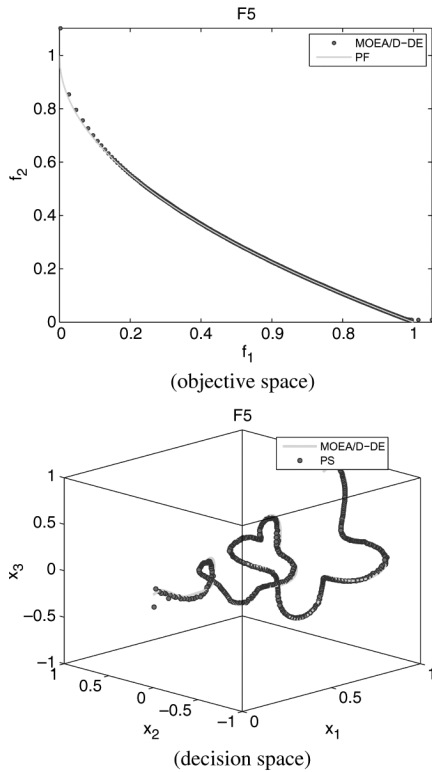 F5
MOEA/D−DE
PF
1
0.8
0.6
0.4
0.2
0
f2
0 0.2 0.4 0.6 0.8 1
f1
(objective space)
F5
MOEA/D−DE
PS
1
0.5
0
−0.5
−1
x3
1 0.5 0 −0.5 −1
0 0.5 1
x2 x1
(decision space)